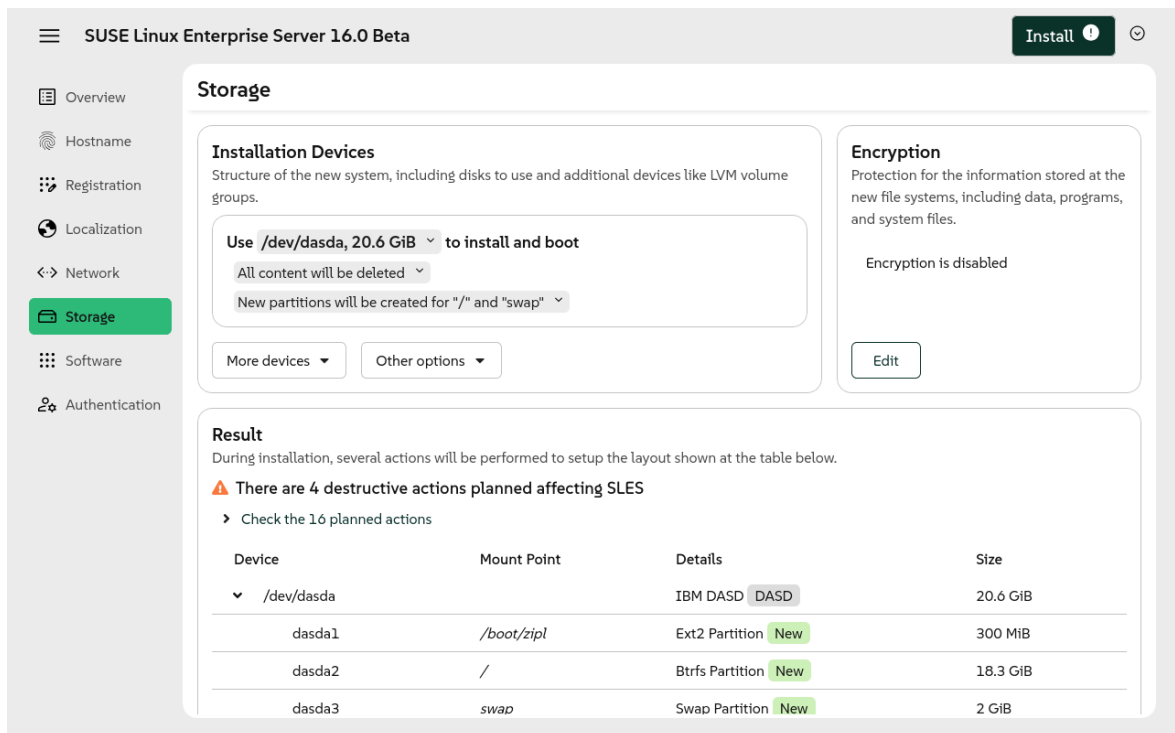 SUSE Linux Enterprise Server 16.0 Beta
Install
Overview
Hostname
Registration
Localization
Network
Storage
Software
Authentication
Storage
Installation Devices
Structure of the new system, including disks to use and additional devices like LVM volume
groups.
Use /dev/dasda, 20.6 GiB to install and boot
All content will be deleted
New partitions will be created for "/" and "swap"
More devices
Other options
Encryption
Protection for the information stored at the
new file systems, including data, programs,
and system files.
Encryption is disabled
Edit
Result
During installation, several actions will be performed to setup the layout shown at the table below.
There are 4 destructive actions planned affecting SLES
Check the 16 planned actions
Device Mount Point Details Size
/dev/dasda IBM DASD DASD 20.6 GiB
dasda1 /boot/zipl Ext2 Partition New 300 MiB
dasda2 / Btrfs Partition New 18.3 GiB
dasda3 swap Swap Partition New 2 GiB